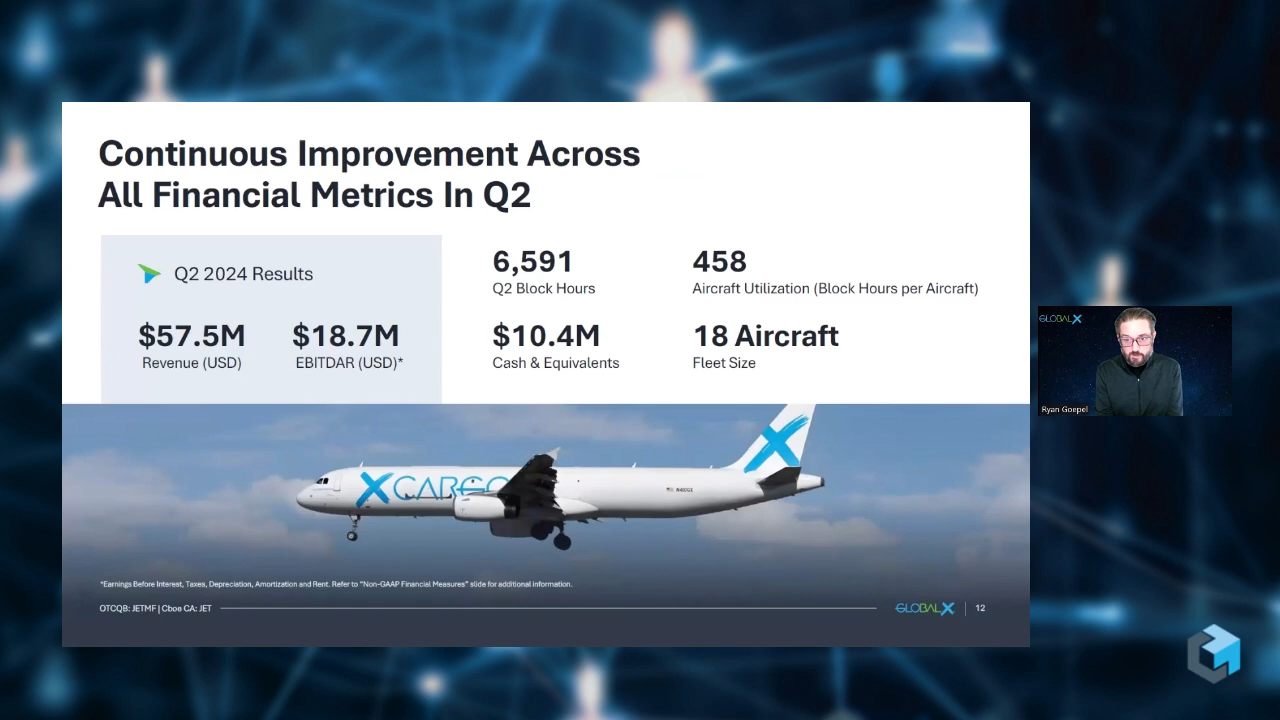 Continuous Improvement Across
All Financial Metrics In Q2
Q2 2024 Results
$57.5M
Revenue (USD)
$18.7M
EBITDAR (USD)*
6,591
Q2 Block Hours
458
Aircraft Utilization (Block Hours per Aircraft)
$10.4M
Cash & Equivalents
18 Aircraft
Fleet Size
XCARGO
*Earnings Before Interest, Taxes, Depreciation, Amortization and Rent. Refer to "Non-GAAP Financial Measures" slide for additional information.
OTCQB: JETMF | Cboe CA: JET
GLOBALX
12
GLOBALX
Ryan Goepel